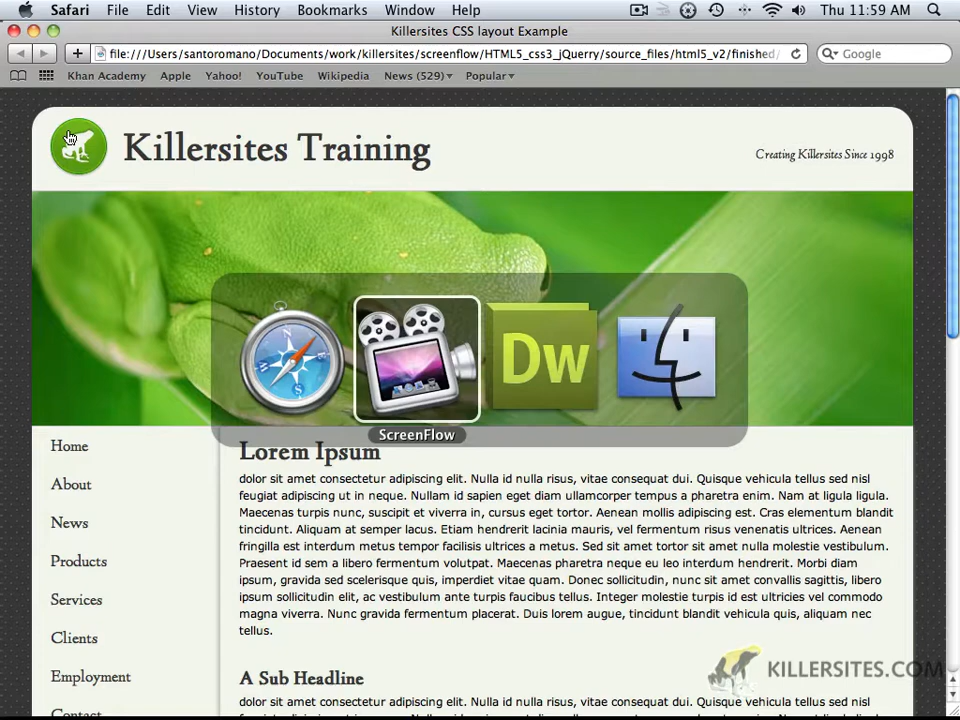 Safari File Edit View History Bookmarks Window Help Thu 11:59 AM
Killersites CSS layout Example
file:///Users/santoromano/Documents/work/killersites/screenflow/HTML5_css3_jQuerry/source_files/html5_v2/finished/ Google
Khan Academy Apple Yahoo! YouTube Wikipedia News (529) Popular
Killersites Training
Creating Killersites Since 1998
Dw
ScreenFlow
Home
About
News
Products
Services
Clients
Employment
Contact
Lorem Ipsum
dolor sit amet consectetur adipiscing elit. Nulla id nulla risus, vitae consequat dui. Quisque vehicula tellus sed nisl
feugiat adipiscing ut in neque. Nullam id sapien eget diam ullamcorper tempus a pharetra enim. Nam at ligula ligula.
Maecenas turpis nunc, suscipit et viverra in, cursus eget tortor. Aenean mollis adipiscing est. Cras elementum blandit
tincidunt. Aliquam at semper lacus. Etiam hendrerit lacinia mauris, vel fermentum risus venenatis ultrices. Aenean
fringilla est interdum metus tempor facilisis ultrices a metus. Sed sit amet tortor sit amet nulla molestie vestibulum.
Praesent id sem a libero fermentum volutpat. Maecenas pharetra neque eu leo interdum hendrerit. Morbi diam
ipsum, gravida sed scelerisque quis, imperdiet vitae quam. Donec sollicitudin, nunc sit amet convallis sagittis, libero
ipsum sollicitudin elit, ac vestibulum ante turpis faucibus tellus. Integer molestie turpis id est ultricies vel commodo
magna viverra. Nunc gravida fermentum placerat. Duis lorem augue, tincidunt blandit vehicula quis, aliquam nec
tellus.
A Sub Headline
dolor sit amet consectetur adipiscing elit. Nulla id nulla risus, vitae consequat dui. Quisque vehicula tellus sed nisl
KILLERSITES.COM